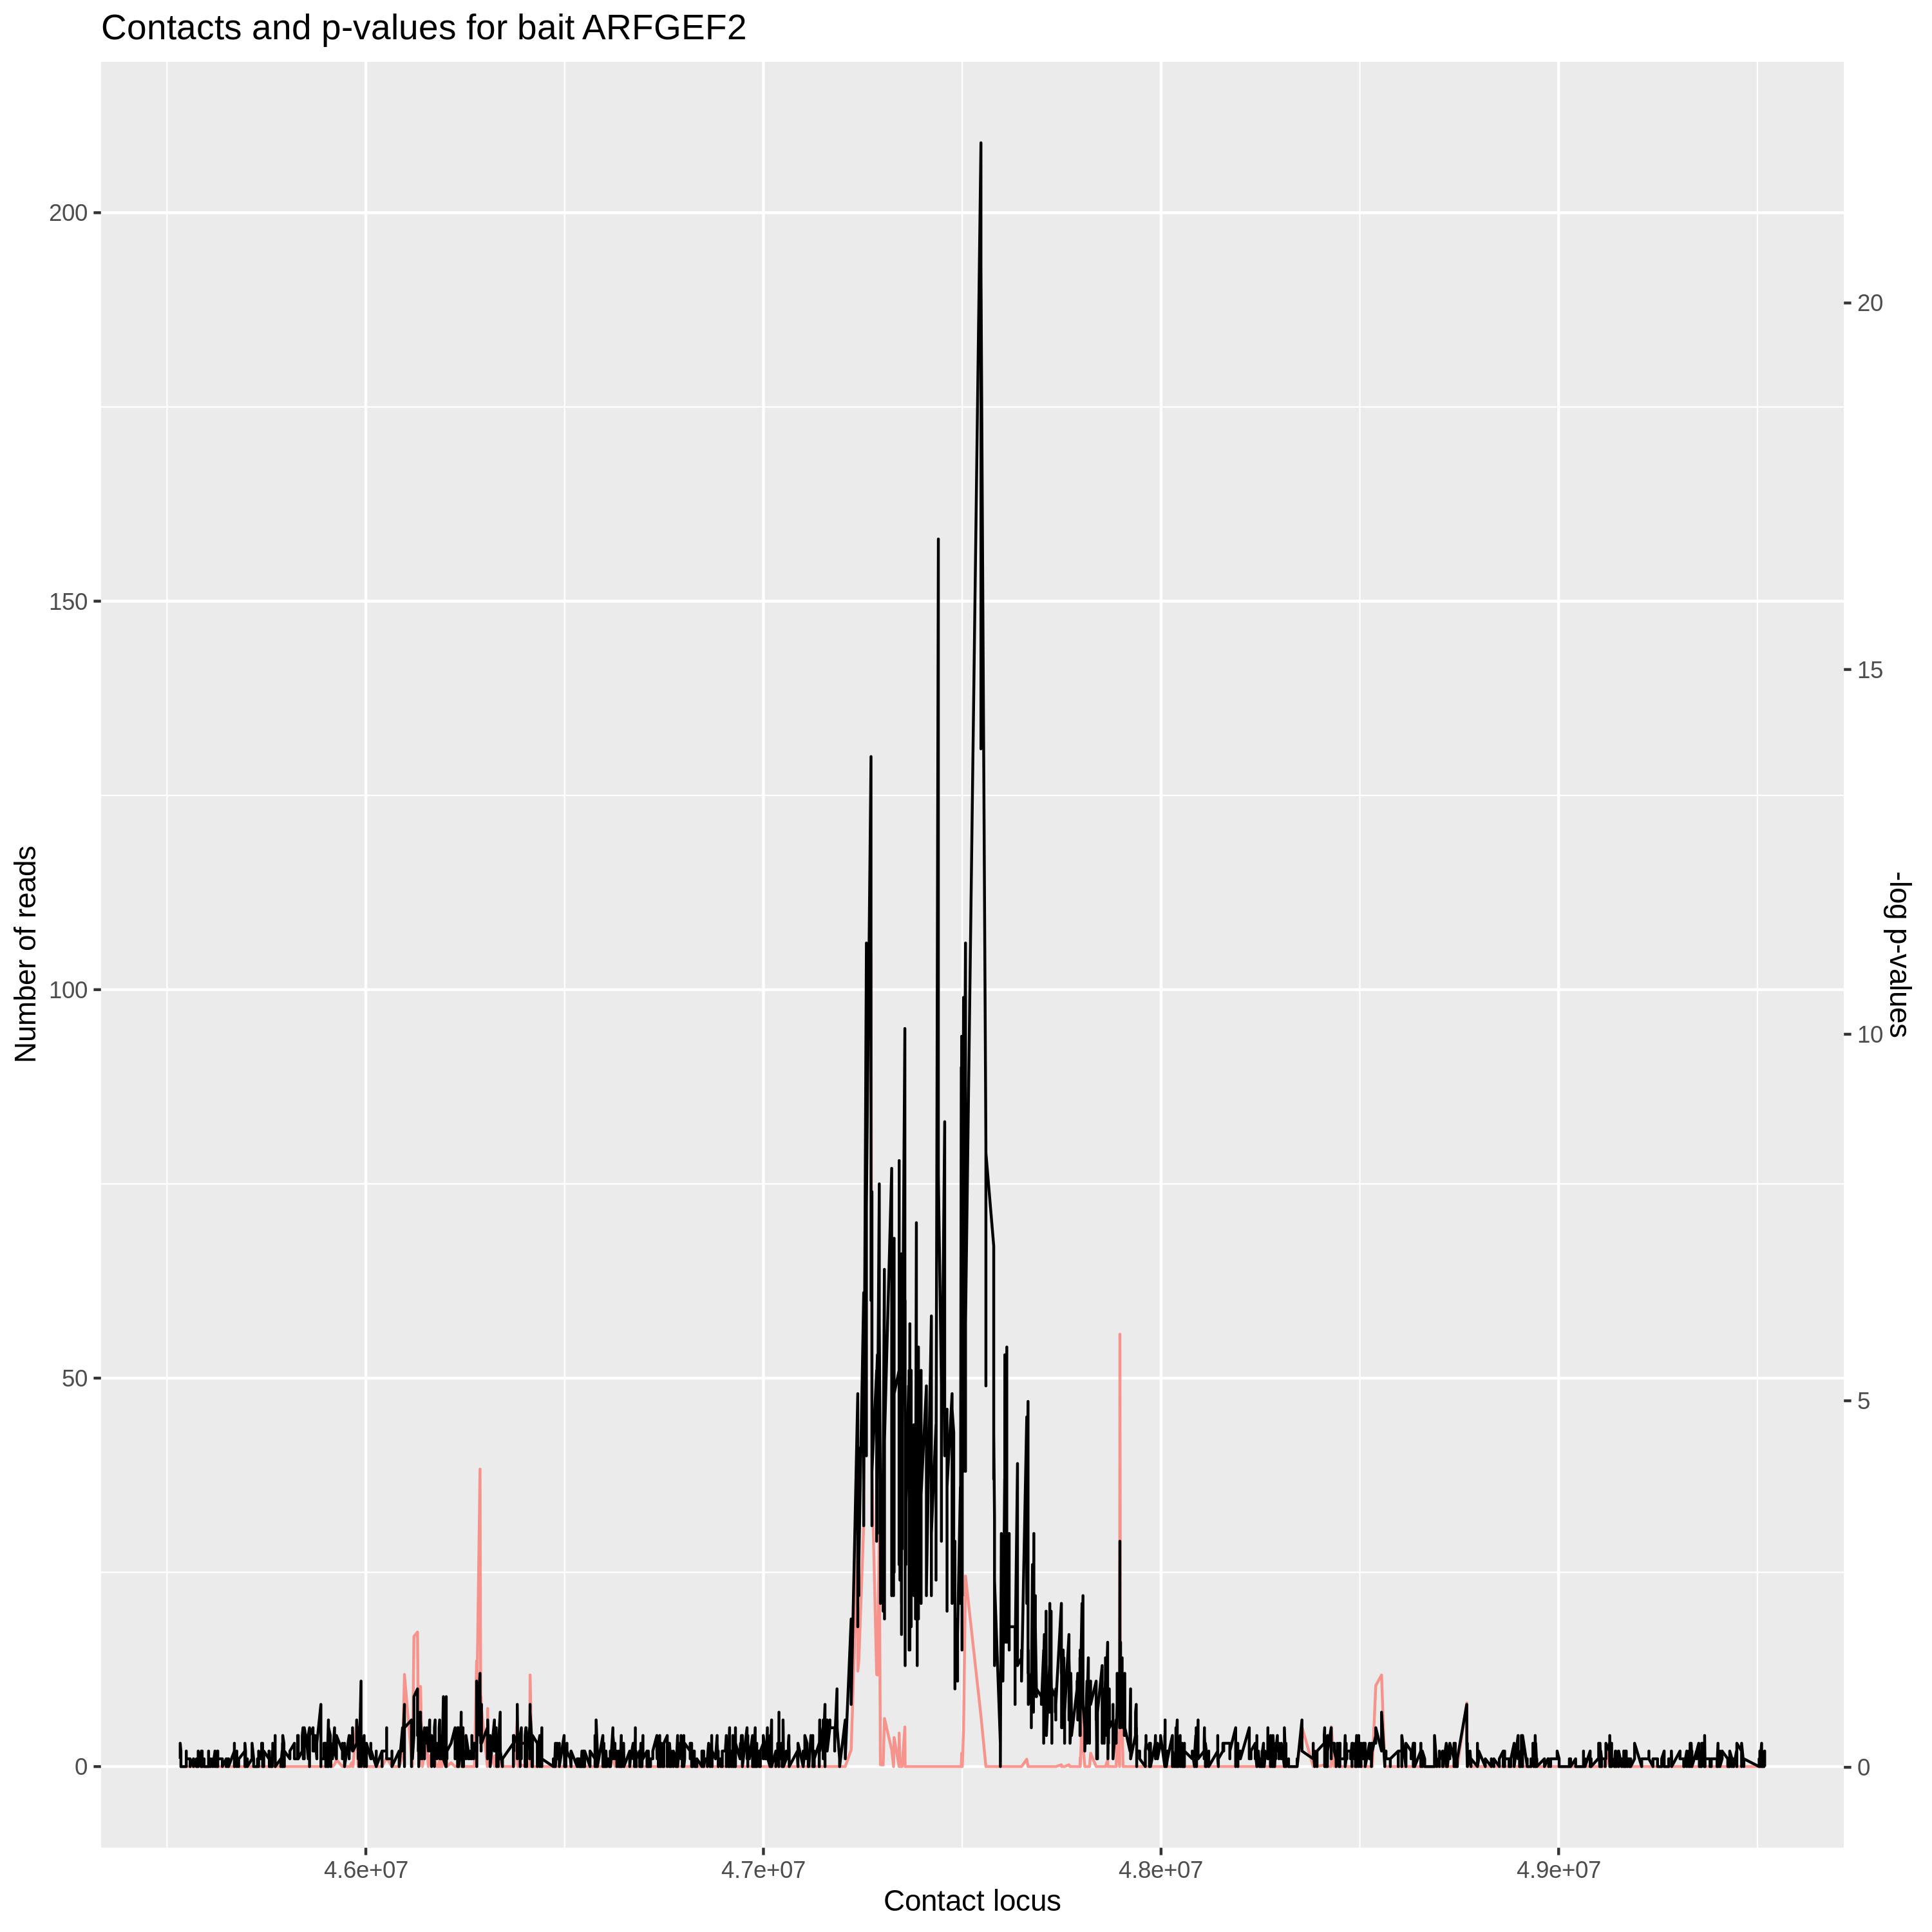 Contacts and p-values for bait ARFGEF2
200
150
100
50
0
Number of reads
20
15
10
5
0
-log p-values
4.6e+07
4.7e+07
4.8e+07
4.9e+07
Contact locus